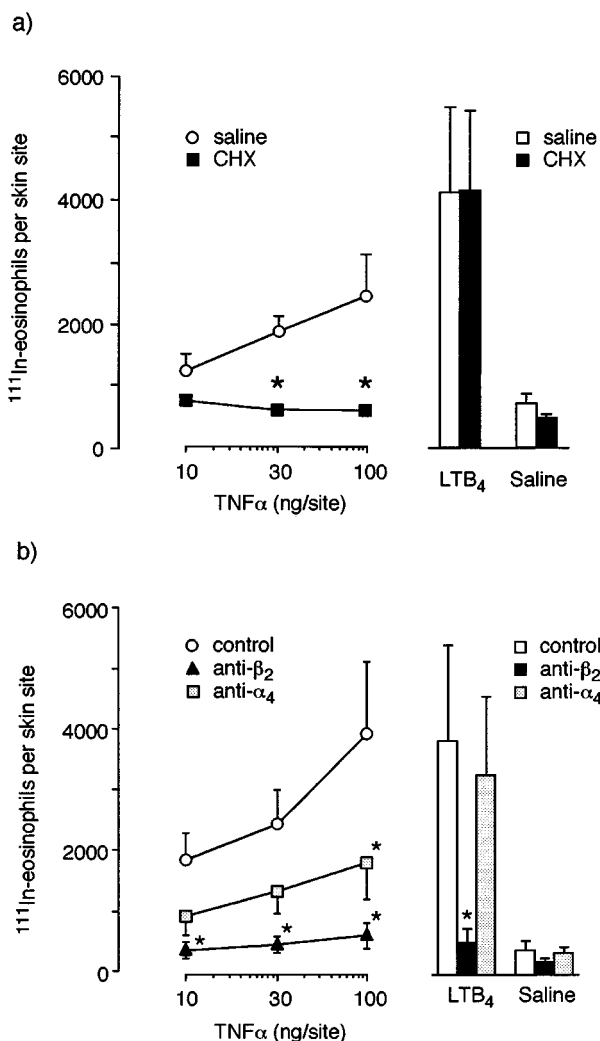 a)
¹¹¹In-eosinophils per skin site
6000
4000
2000
0
saline
CHX
*
*
10
30
100
TNFα (ng/site)
saline
CHX
LTB₄
Saline
b)
¹¹¹In-eosinophils per skin site
6000
4000
2000
0
control
anti-β₂
anti-α₄
*
*
*
*
10
30
100
TNFα (ng/site)
control
anti-β₂
anti-α₄
*
LTB₄
Saline